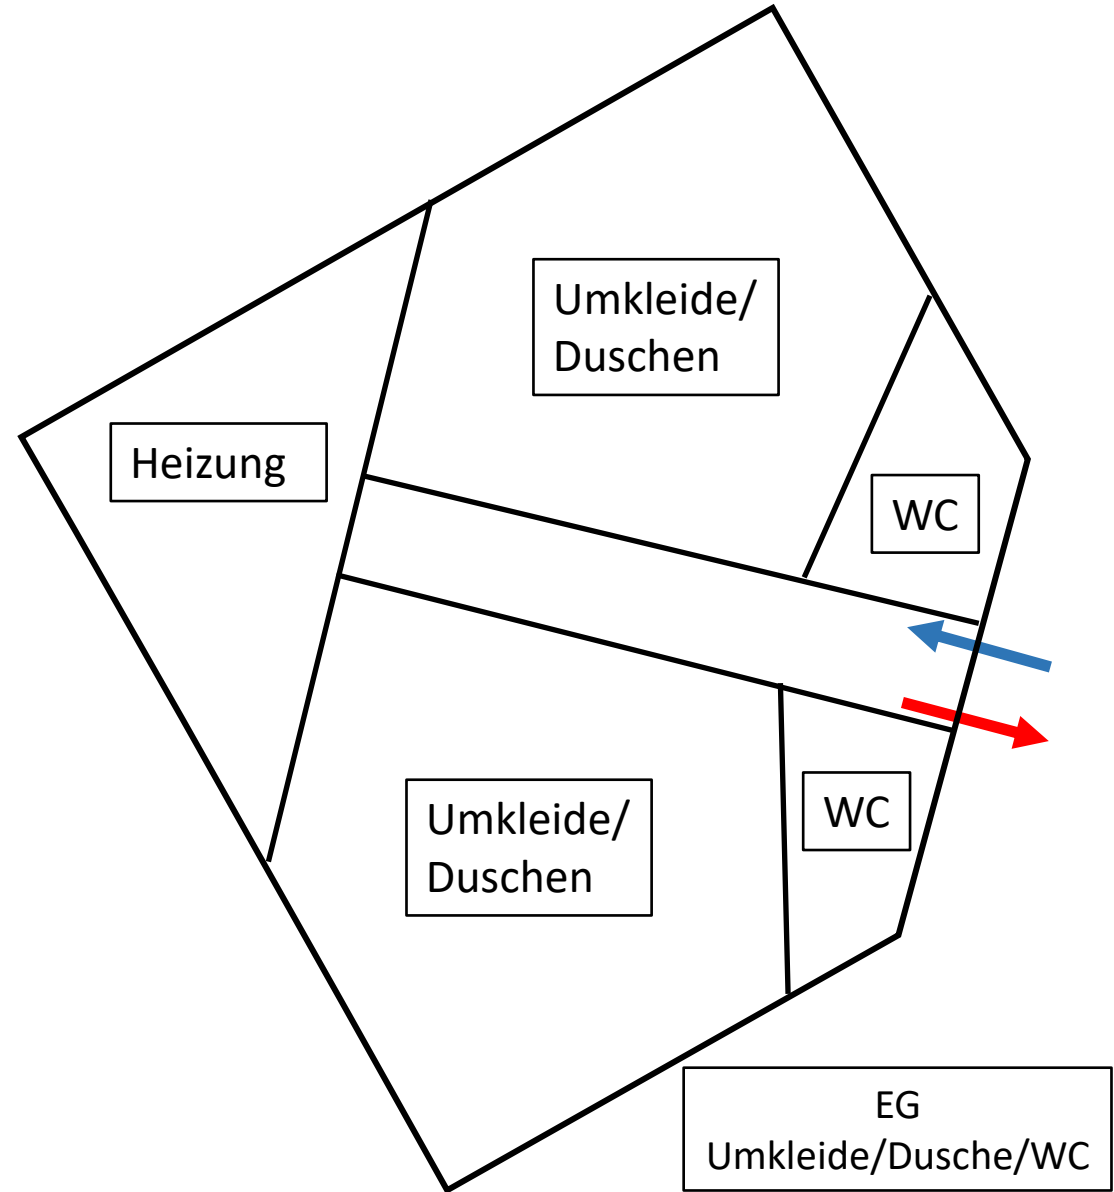 Umkleide/
Duschen
Heizung
WC
Umkleide/
Duschen
WC
EG
Umkleide/Dusche/WC